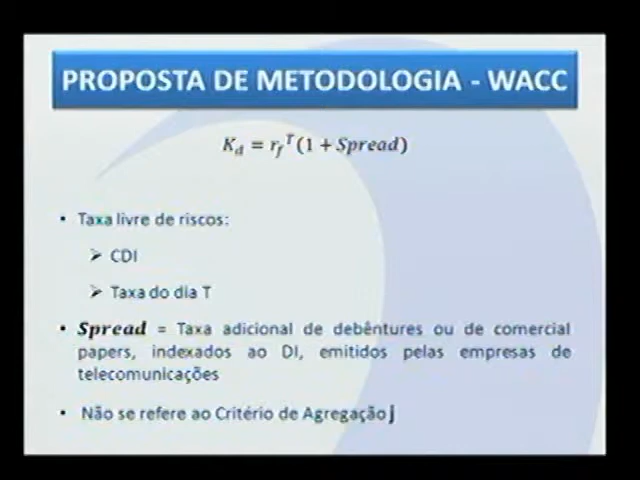 PROPOSTA DE METODOLOGIA - WACC
K_d = r_f^T(1 + Spread)
• Taxa livre de riscos:
➢ CDI
➢ Taxa do dia T
• Spread = Taxa adicional de debêntures ou de comercial
papers, indexados ao DI, emitidos pelas empresas de
telecomunicações
• Não se refere ao Critério de Agregação j